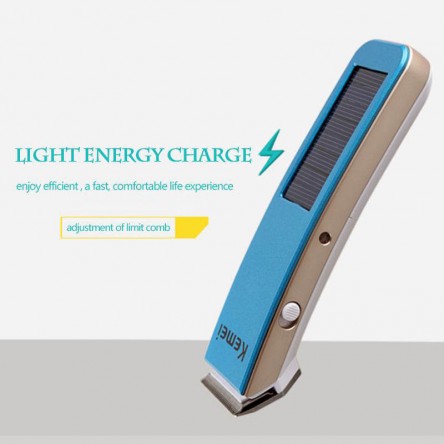 LIGHT ENERGY CHARGE
enjoy efficient , a fast, comfortable life experience
adjustment of limit comb
Kemei